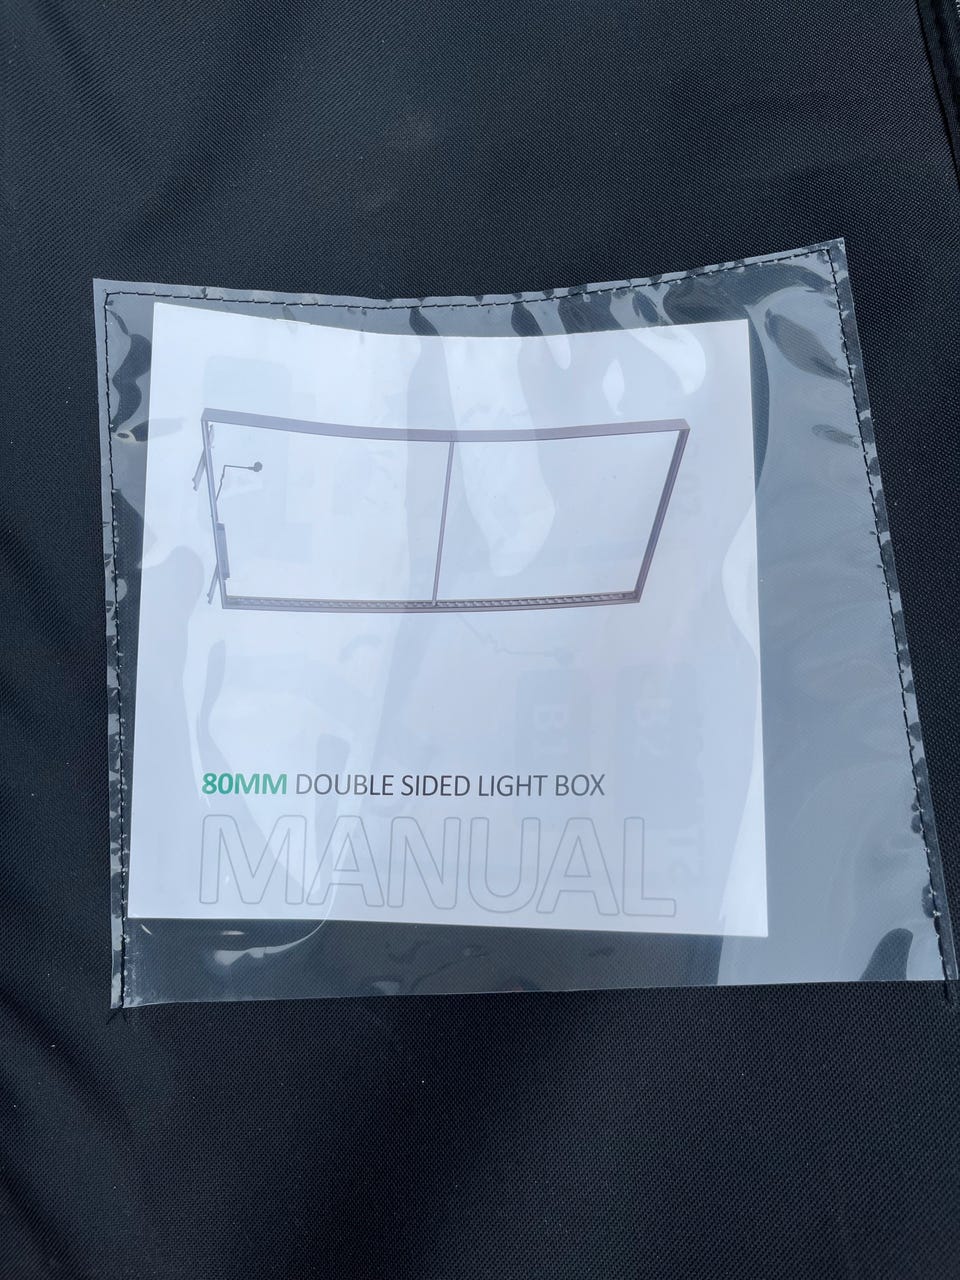 80MM DOUBLE SIDED LIGHT BOX
MANUAL